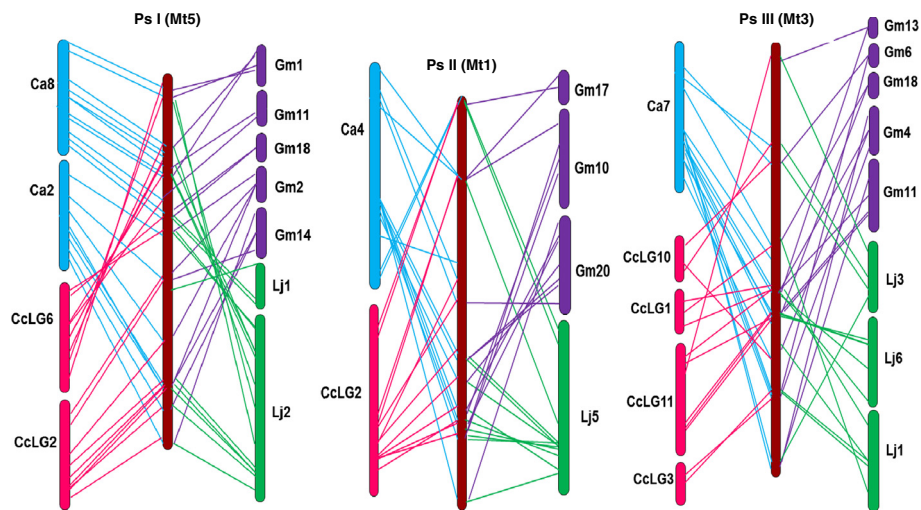 Ps I (Mt5)
Ca8
Ca2
CcLG6
CcLG2
Gm1
Gm11
Gm18
Gm2
Gm14
Lj1
Lj2
Ps II (Mt1)
Ca4
CcLG2
Gm17
Gm10
Gm20
Lj5
Ps III (Mt3)
Ca7
CcLG10
CcLG1
CcLG11
CcLG3
Gm13
Gm6
Gm18
Gm4
Gm11
Lj3
Lj6
Lj1